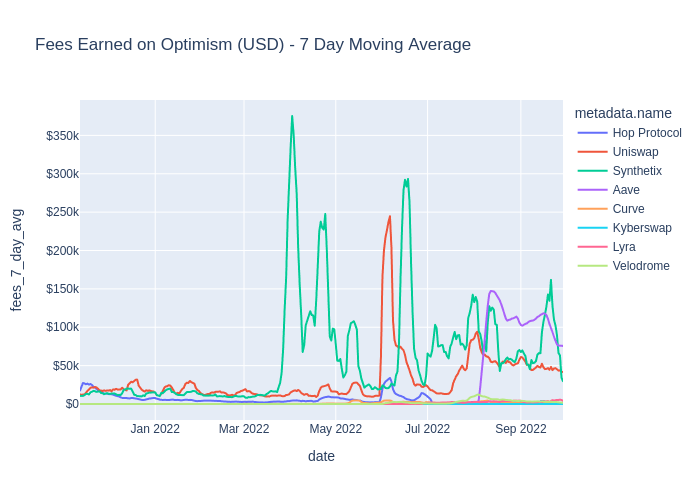 Fees Earned on Optimism (USD) - 7 Day Moving Average
metadata.name
Hop Protocol
Uniswap
Synthetix
Aave
Curve
Kyberswap
Lyra
Velodrome
$350k
$300k
$250k
$200k
$150k
$100k
$50k
$0
fees_7_day_avg
Jan 2022
Mar 2022
May 2022
Jul 2022
Sep 2022
date